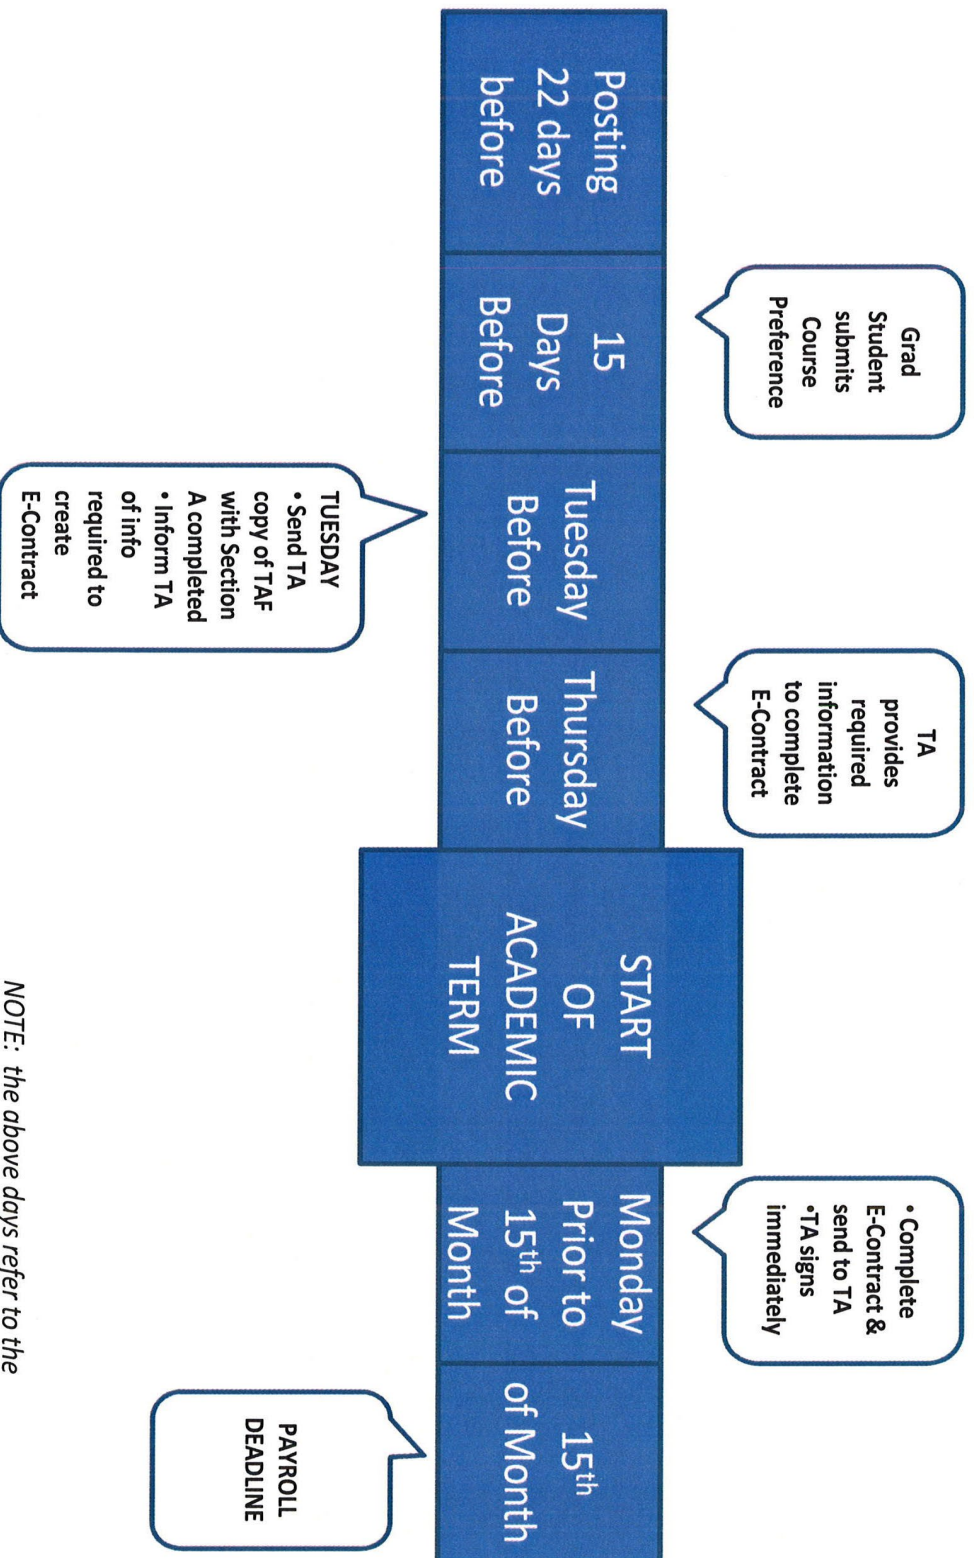 Grad
Student
submits
Course
Preference
TA
provides
required
information
to complete
E-Contract
• Complete
E-Contract &
send to TA
•TA signs
immediately
Posting
22 days
before
15
Days
Before
Tuesday
Before
Thursday
Before
START
OF
ACADEMIC
TERM
Monday
Prior to
15th of
Month
15th
of Month
TUESDAY
• Send TA
copy of TAF
with Section
A completed
• Inform TA
of info
required to
create
E-Contract
PAYROLL
DEADLINE
NOTE: the above days refer to the